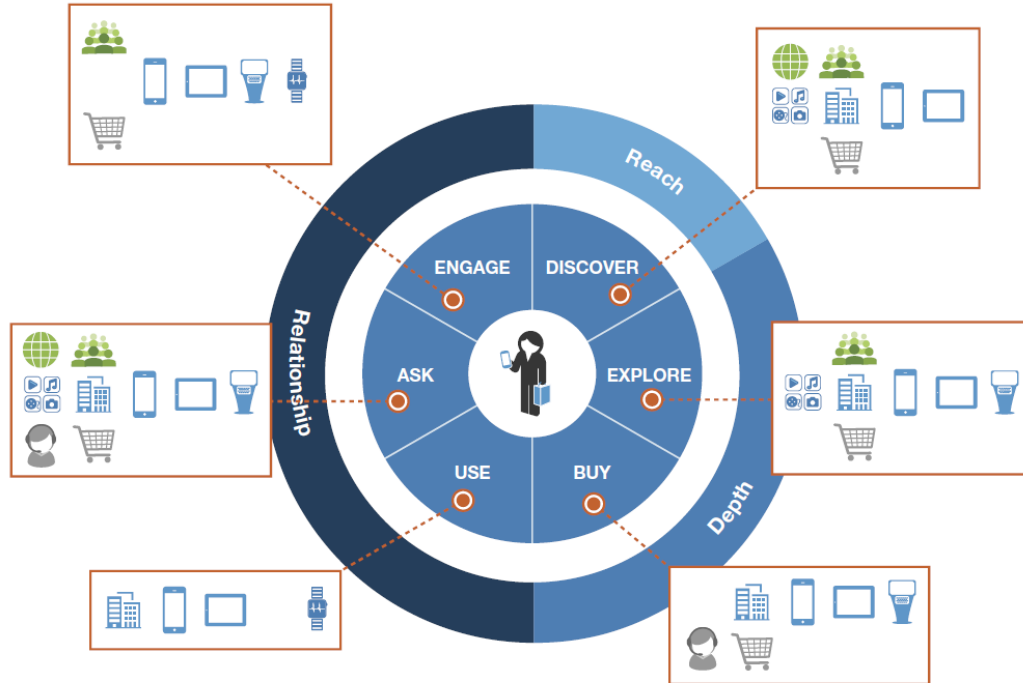 Reach
ENGAGE
DISCOVER
Relationship
ASK
EXPLORE
USE
BUY
Depth